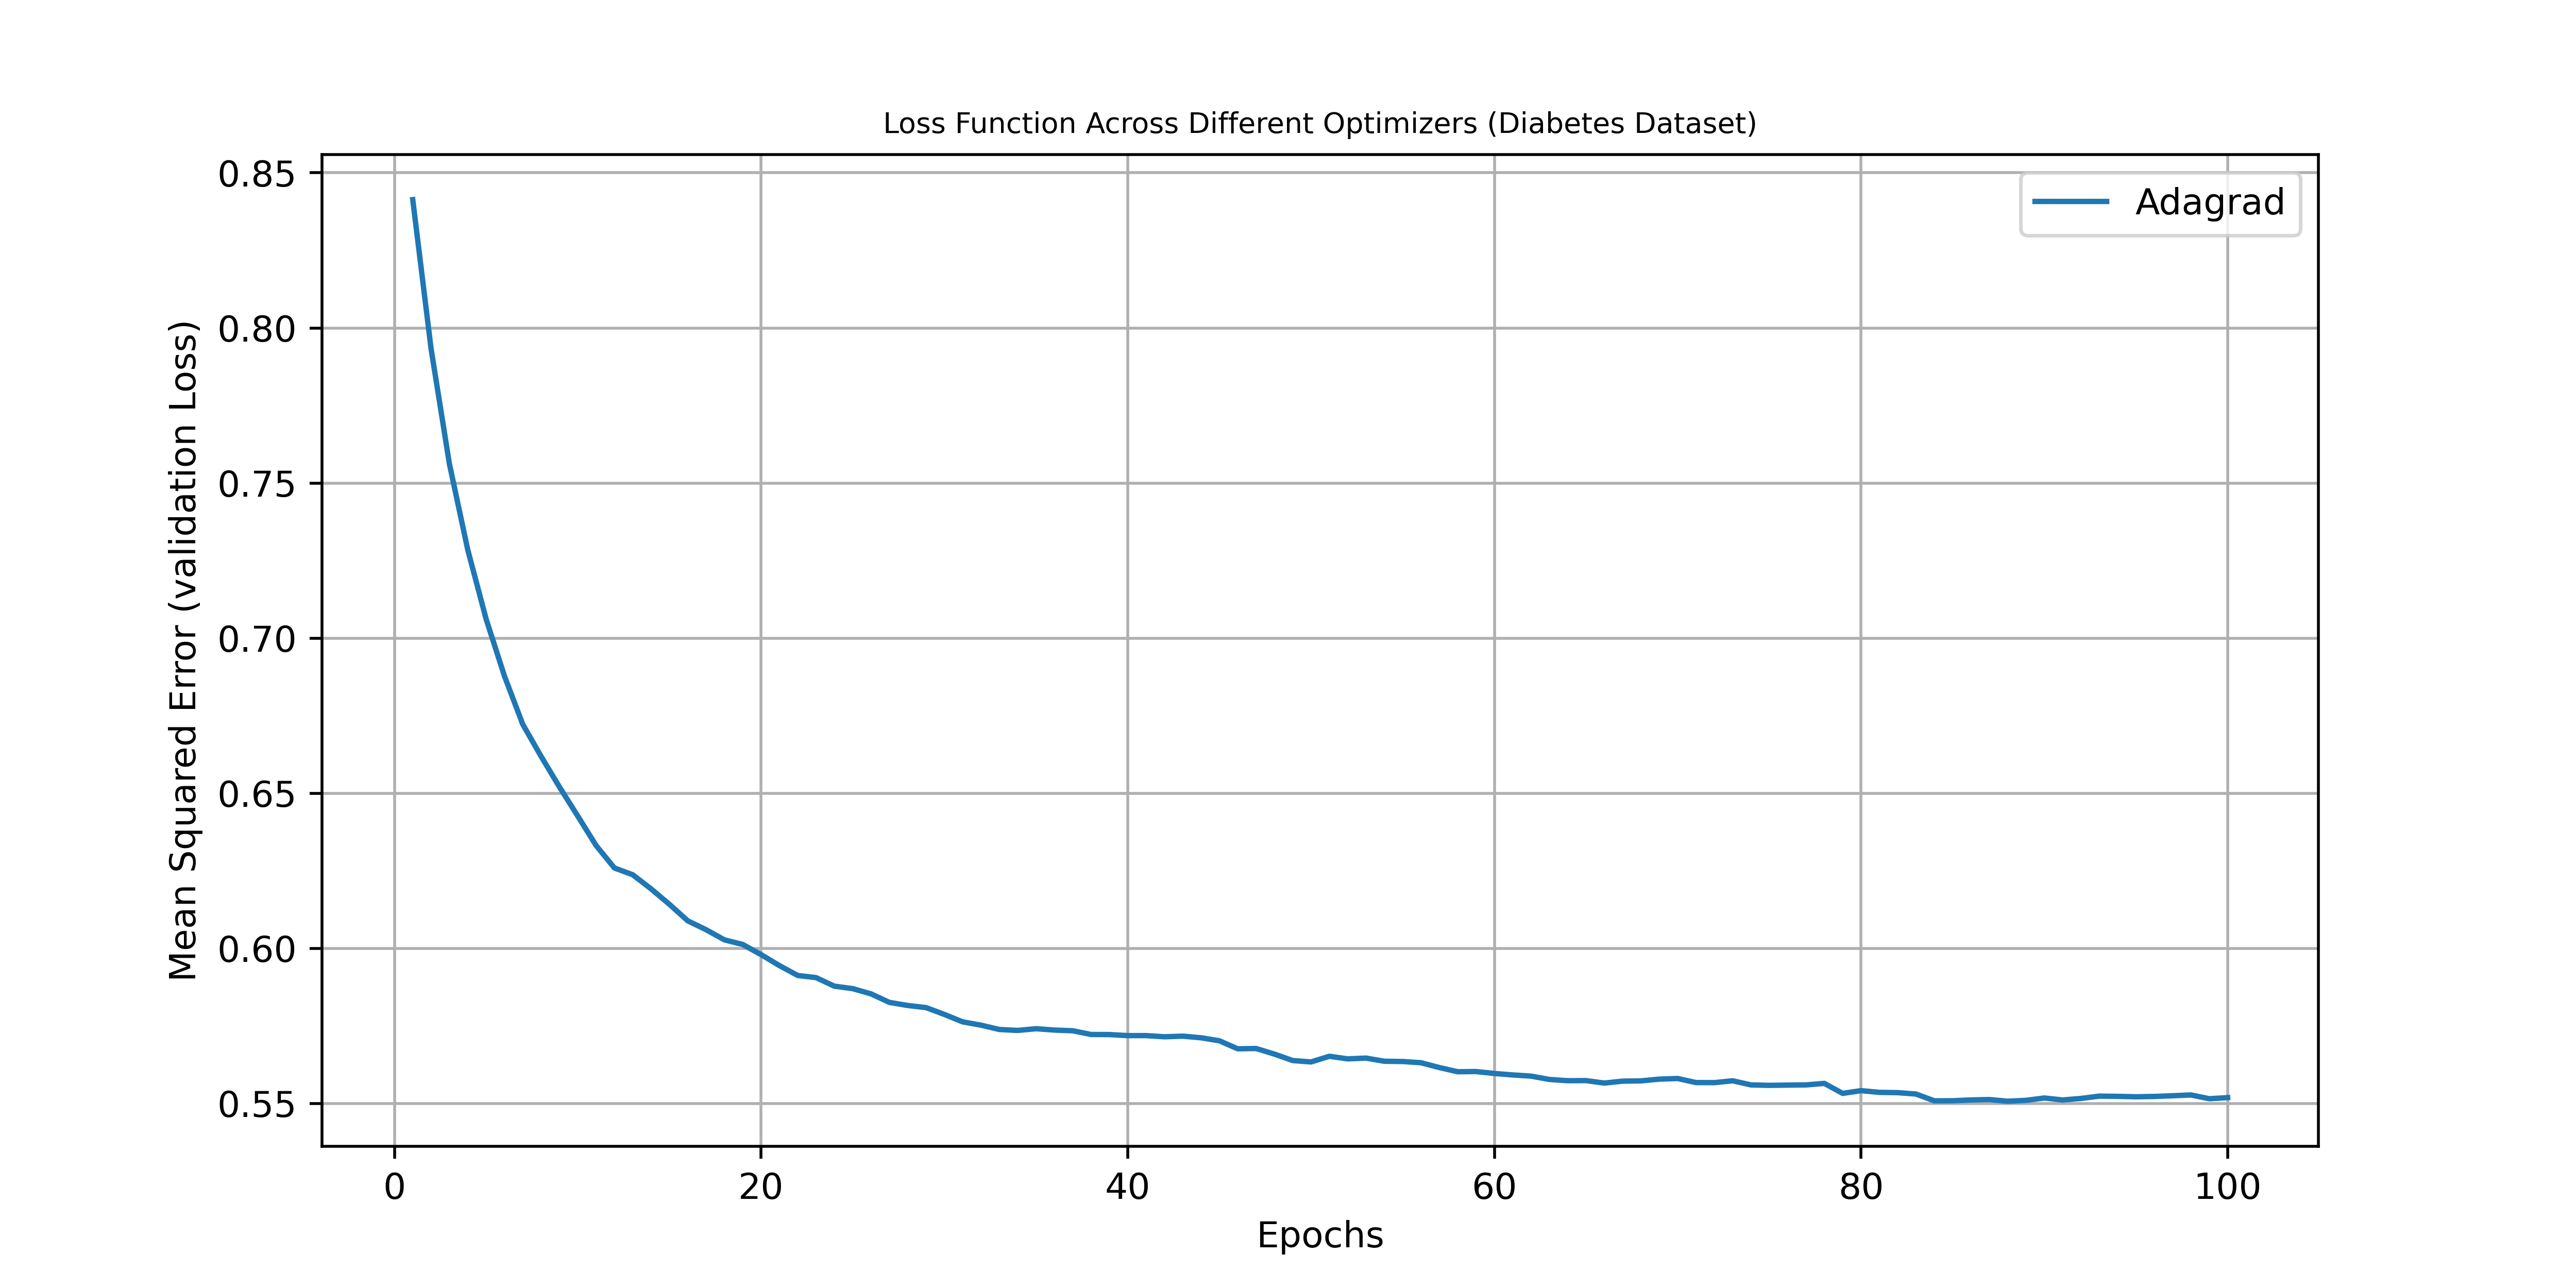 Loss Function Across Different Optimizers (Diabetes Dataset)
Adagrad
Mean Squared Error (validation Loss)
0.85
0.80
0.75
0.70
0.65
0.60
0.55
0 20 40 60 80 100
Epochs